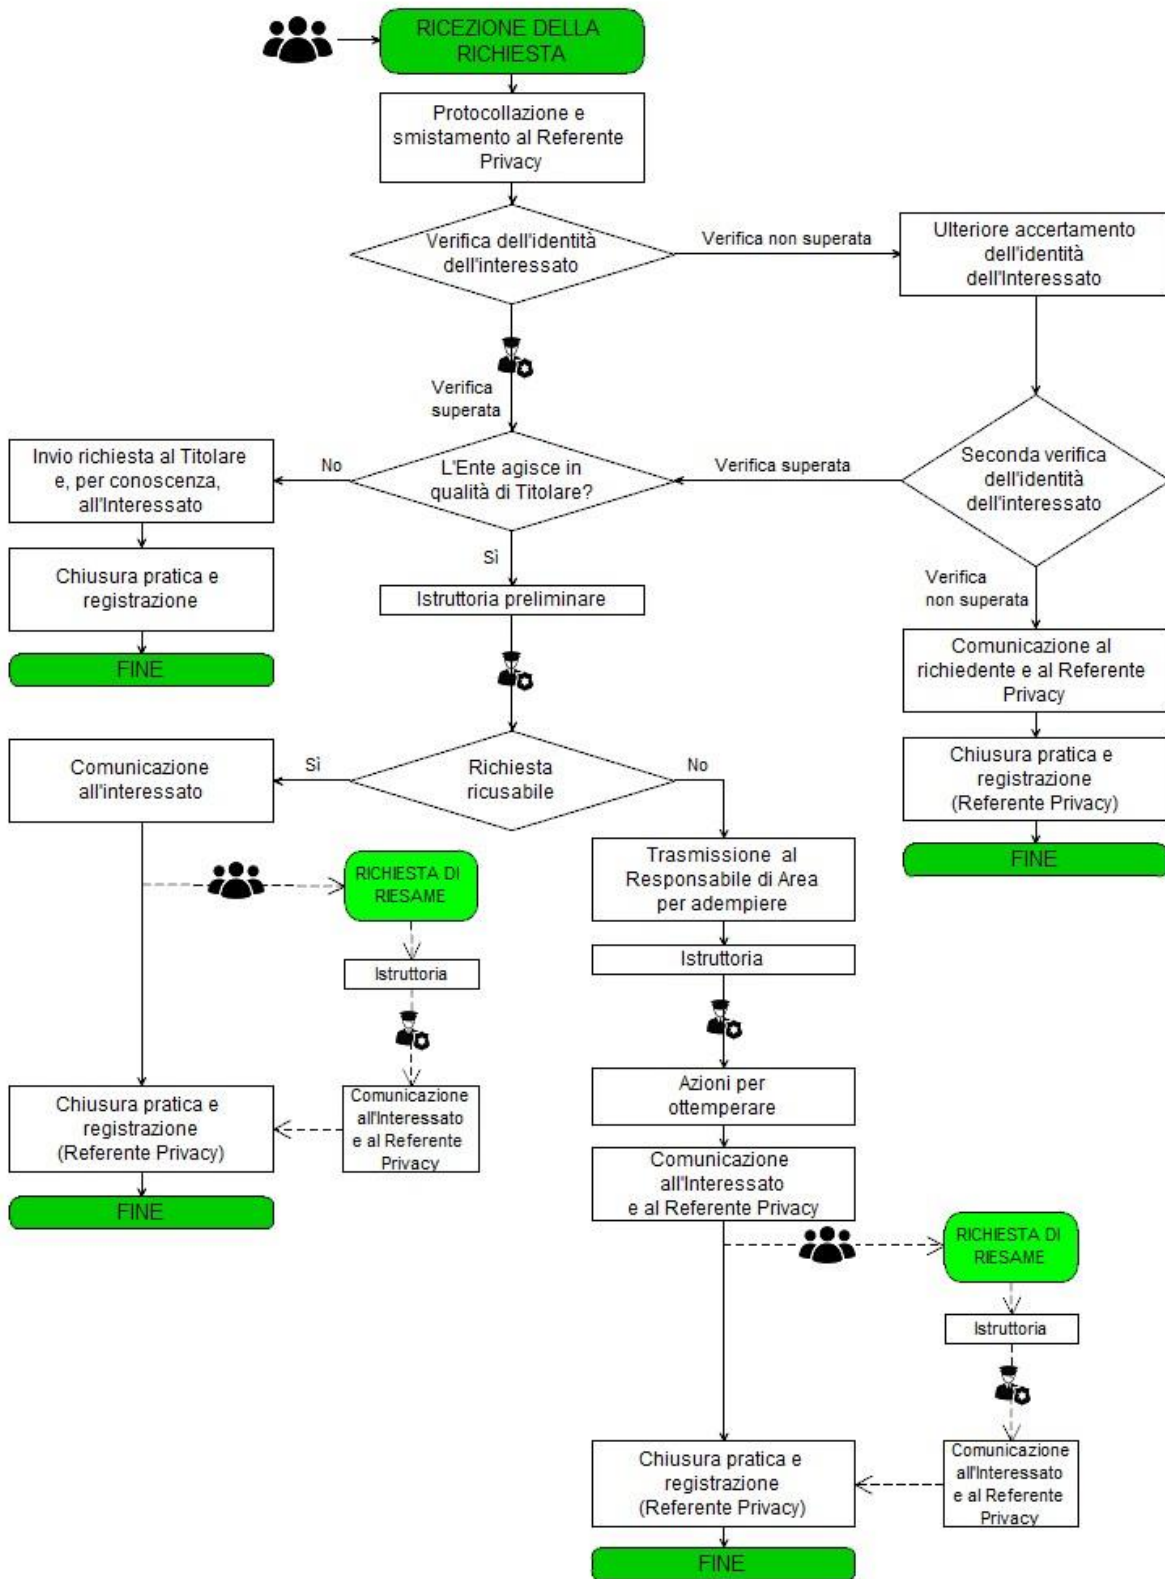 RICEZIONE DELLA
RICHIESTA
Protocollazione e
smistamento al Referente
Privacy
Verifica dell'identità
dell'interessato
Verifica non superata
Ulteriore accertamento
dell'identità
dell'Interessato
Verifica
superata
Invio richiesta al Titolare
e, per conoscenza,
all'Interessato
No
L'Ente agisce in
qualità di Titolare?
Verifica superata
Seconda verifica
dell'identità
dell'interessato
Chiusura pratica e
registrazione
FINE
Sì
Istruttoria preliminare
Verifica
non superata
Comunicazione al
richiedente e al Referente
Privacy
Chiusura pratica e
registrazione
(Referente Privacy)
FINE
Comunicazione
all'interessato
Sì
Richiesta
ricusabile
No
Trasmissione al
Responsabile di Area
per adempiere
RICHIESTA DI
RIESAME
Istruttoria
Istruttoria
Azioni per
ottemperare
Chiusura pratica e
registrazione
(Referente Privacy)
Comunicazione
all'Interessato
e al Referente
Privacy
FINE
Comunicazione
all'Interessato
e al Referente Privacy
RICHIESTA DI
RIESAME
Istruttoria
Chiusura pratica e
registrazione
(Referente Privacy)
Comunicazione
all'Interessato
e al Referente
Privacy
FINE